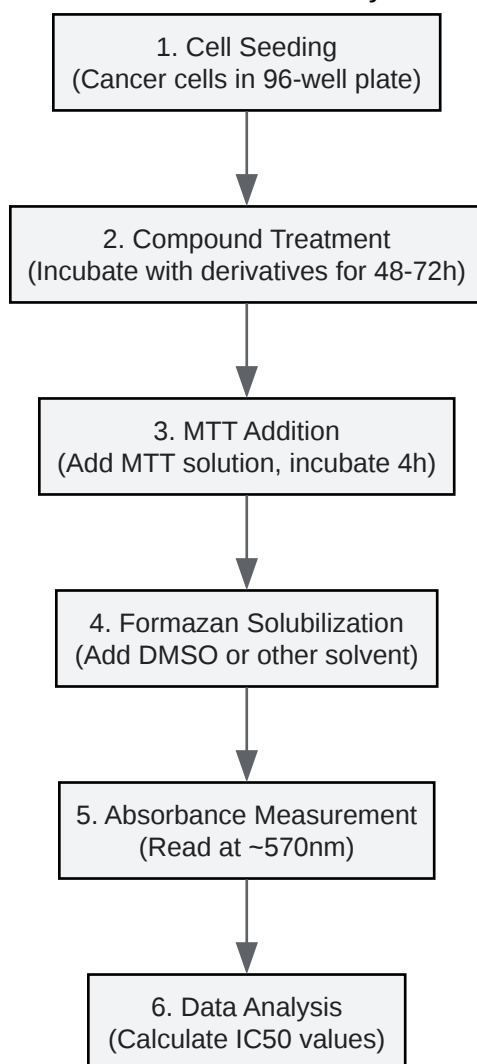 1. Cell Seeding
(Cancer cells in 96-well plate)
2. Compound Treatment
(Incubate with derivatives for 48-72h)
3. MTT Addition
(Add MTT solution, incubate 4h)
4. Formazan Solubilization
(Add DMSO or other solvent)
5. Absorbance Measurement
(Read at ~570nm)
6. Data Analysis
(Calculate IC50 values)